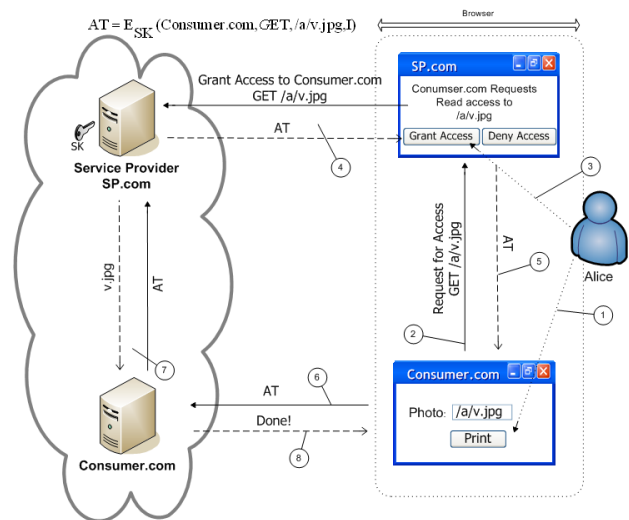 AT = E_SK (Consumer.com, GET, /a/v.jpg,I)
Browser
SP.com
Conumser.com Requests
Read access to
/a/v.jpg
Grant Access
Deny Access
Grant Access to Consumer.com
GET /a/v.jpg
AT
4
SK
Service Provider
SP.com
3
Alice
Request for Access
GET /a/v.jpg
AT
5
v.jpg
AT
1
2
7
6
AT
Consumer.com
Photo:
/a/v.jpg
Print
Done!
8
Consumer.com